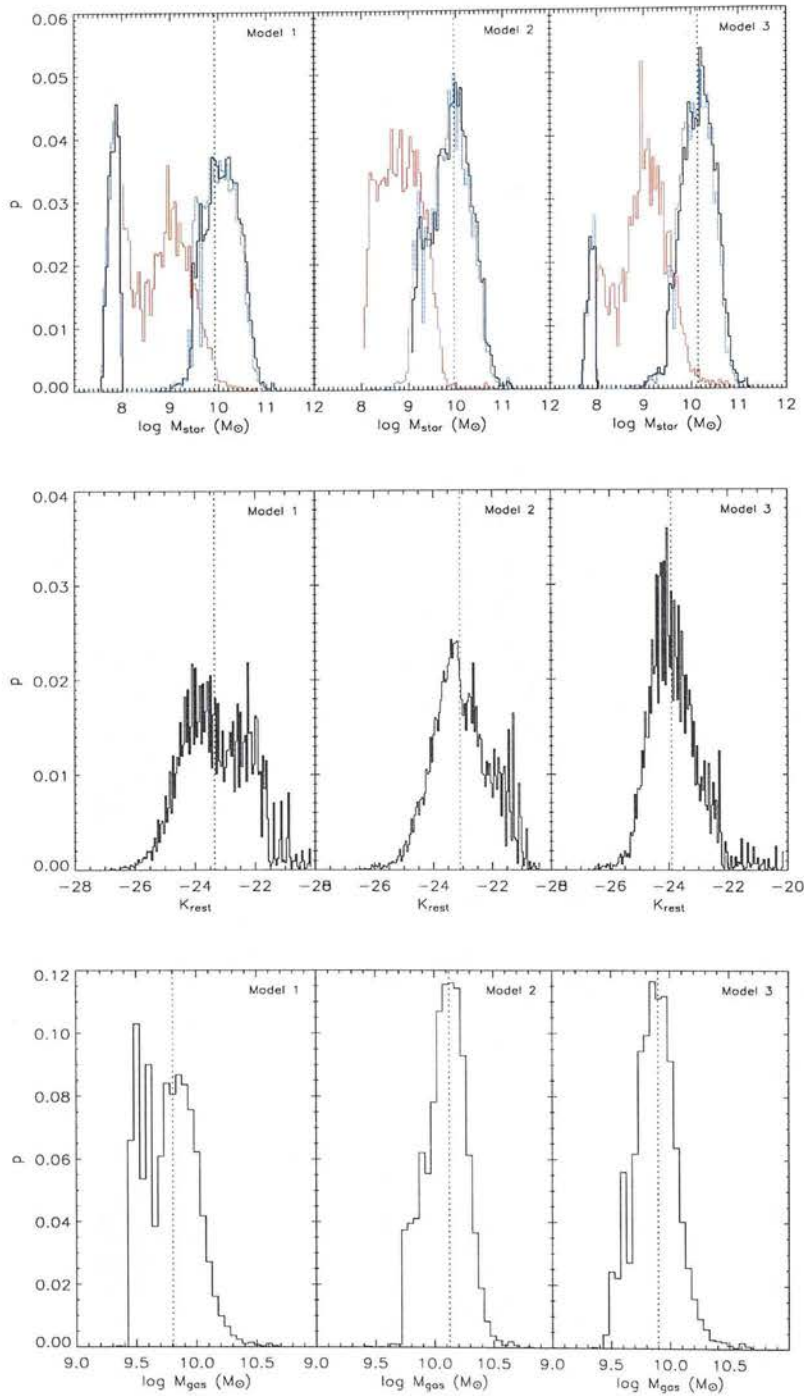 0.06
0.05
0.04
0.03
0.02
0.01
0.00
p
Model 1
Model 2
Model 3
8 9 10 11 12
8 9 10 11 12
8 9 10 11 12
log M_star (M⊙)
log M_star (M⊙)
log M_star (M⊙)
0.04
0.03
0.02
0.01
0.00
p
Model 1
Model 2
Model 3
-28 -26 -24 -22 -28 -26 -24 -22 -28 -26 -24 -22 -20
K_rest
K_rest
K_rest
0.12
0.10
0.08
0.06
0.04
0.02
0.00
p
Model 1
Model 2
Model 3
9.0 9.5 10.0 10.5 9.0 9.5 10.0 10.5 9.0 9.5 10.0 10.5
log M_gas (M⊙)
log M_gas (M⊙)
log M_gas (M⊙)